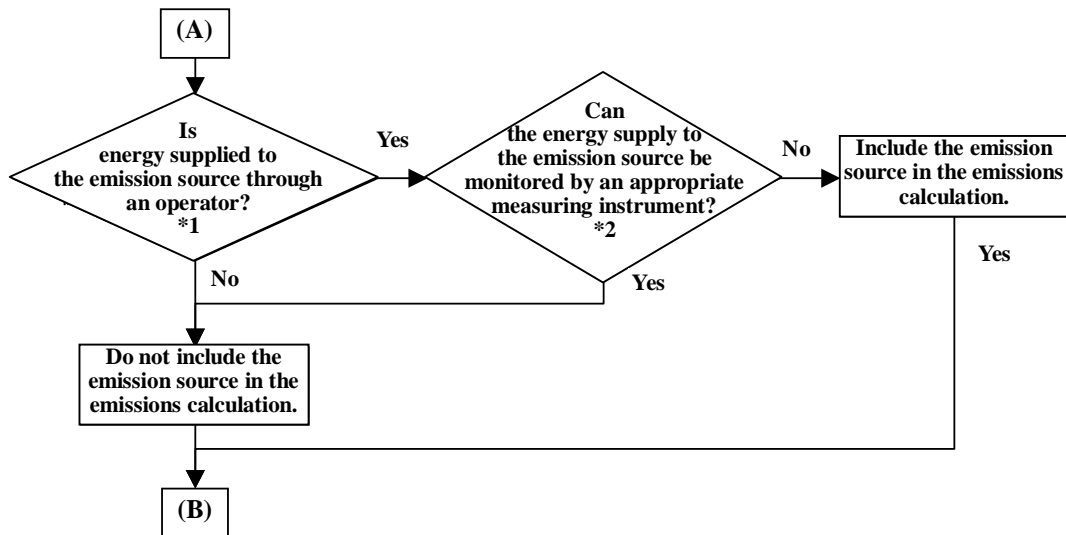 (A)
Is
energy supplied to
the emission source through
an operator?
*1
Yes
Can
the energy supply to
the emission source be
monitored by an appropriate
measuring instrument?
*2
No
Include the emission
source in the emissions
calculation.
No
Yes
Yes
Do not include the
emission source in the
emissions calculation.
(B)